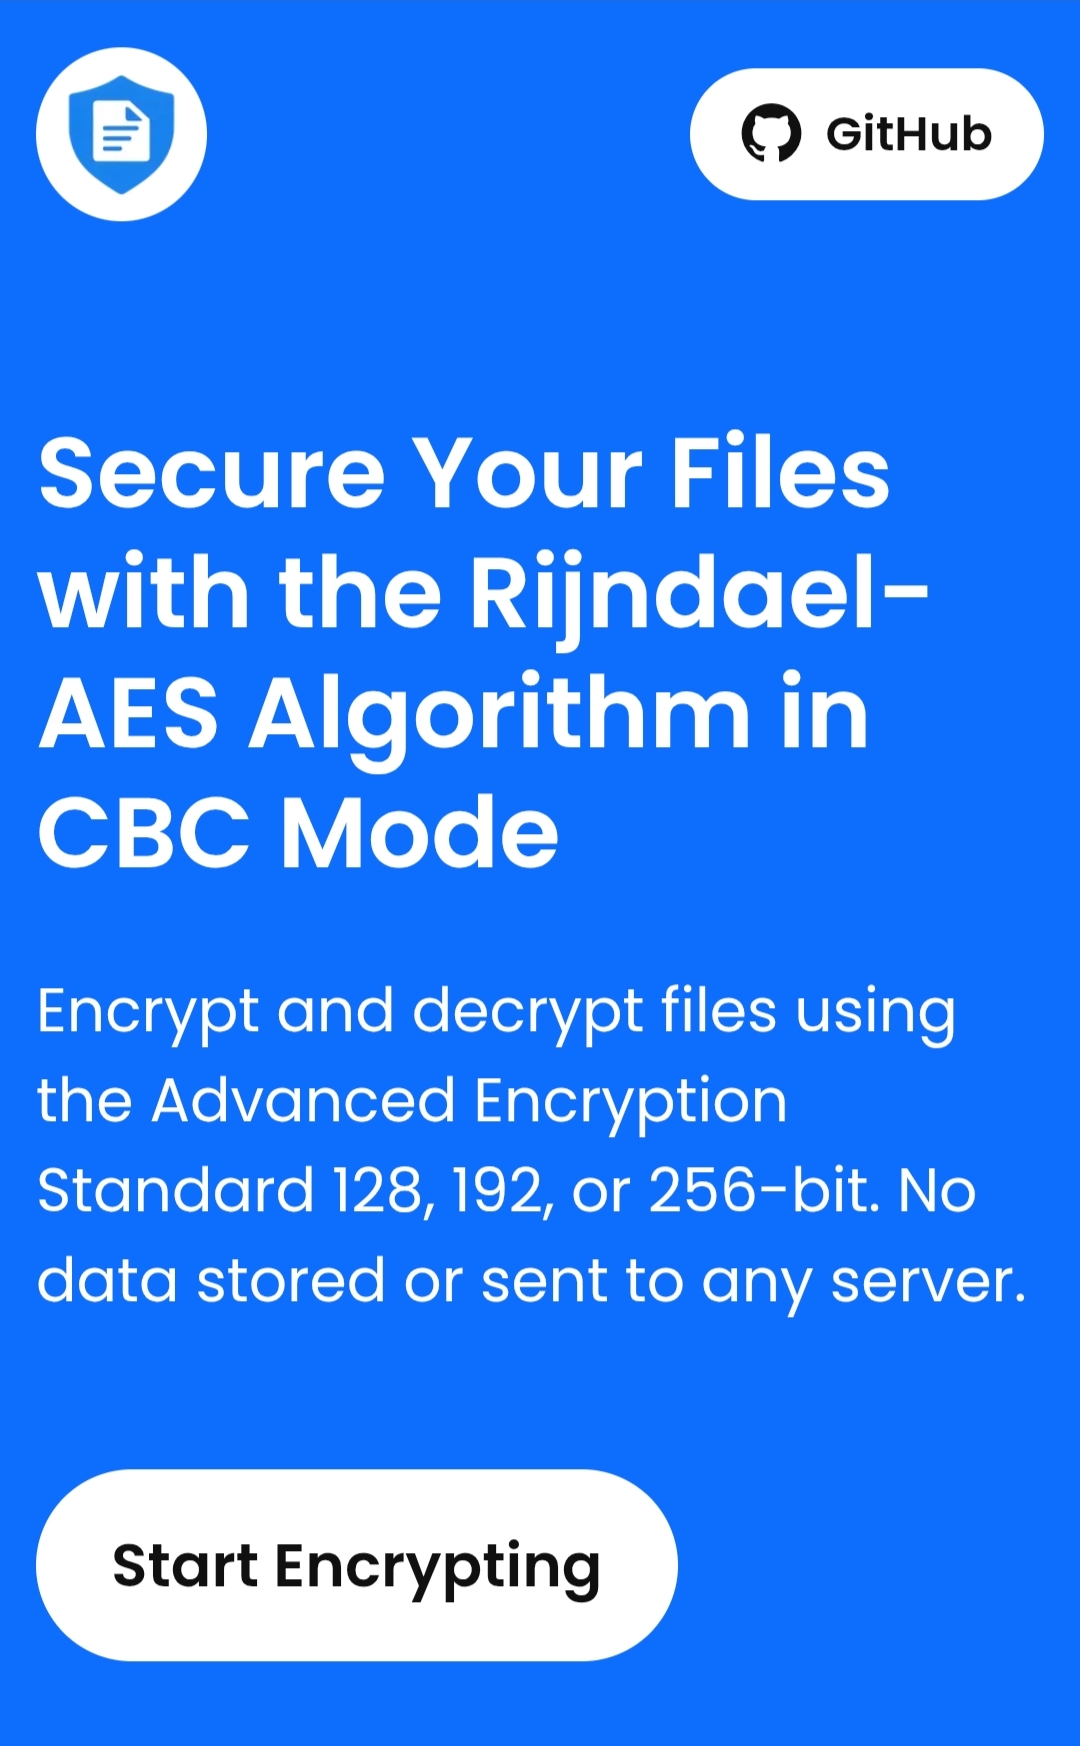 GitHub
Secure Your Files
with the Rijndael-
AES Algorithm in
CBC Mode
Encrypt and decrypt files using
the Advanced Encryption
Standard 128, 192, or 256-bit. No
data stored or sent to any server.
Start Encrypting